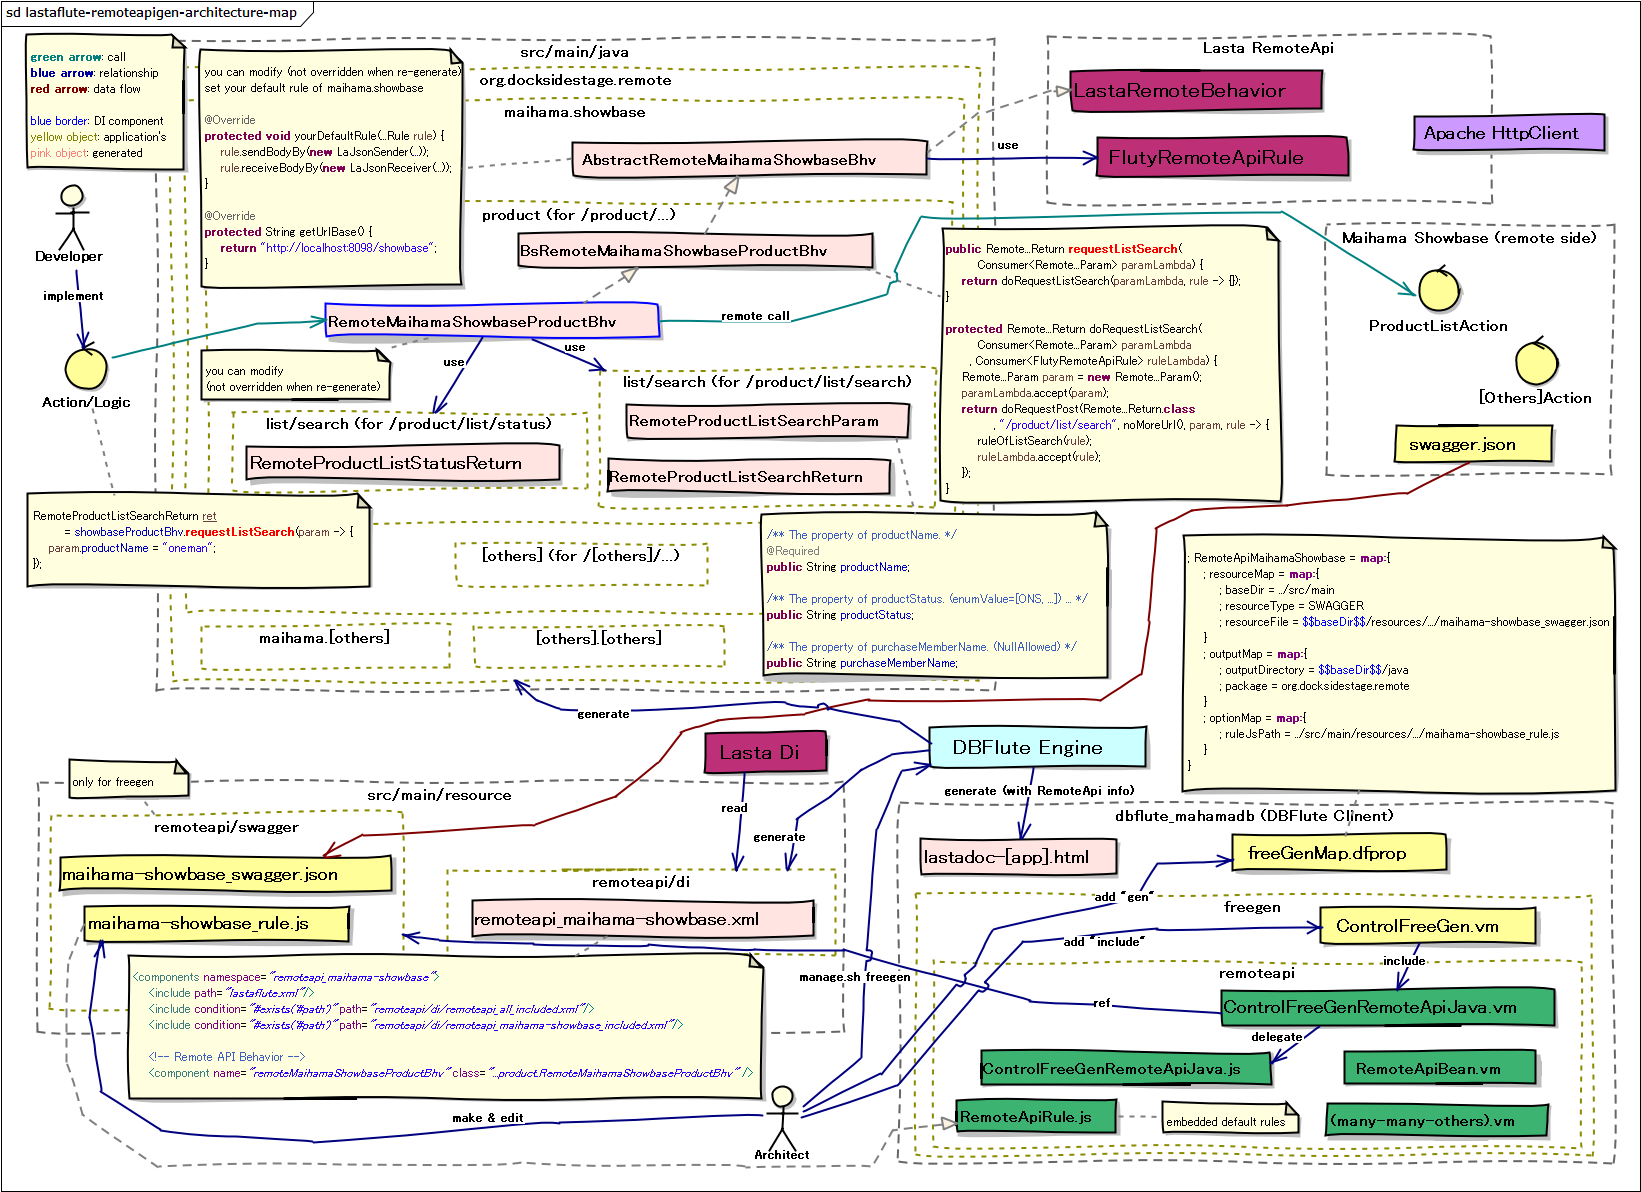 sd lastaflute-remoteapigen-architecture-map
green arrow: call
blue arrow: relationship
red arrow: data flow
blue border: DI component
yellow object: application's
pink object: generated
src/main/java
org.docksidestage.remote
maihama.showbase
you can modify (not overridden when re-generate)
set your default rule of maihama.showbase
@Override
protected void yourDefaultRule(...Rule rule) {
rule.sendBodyBy(new LaJsonSender(...));
rule.receiveBodyBy(new LaJsonReceiver(...));
}
@Override
protected String getUrlBase() {
return "http://localhost:8098/showbase";
}
Lasta RemoteApi
LastaRemoteBehavior
FlutyRemoteApiRule
Apache HttpClient
AbstractRemoteMaihamaShowbaseBhv
use
product (for /product/...)
BsRemoteMaihamaShowbaseProductBhv
RemoteMaihamaShowbaseProductBhv
remote call
Developer
implement
Action/Logic
you can modify
(not overridden when re-generate)
use
use
list/search (for /product/list/status)
RemoteProductListStatusReturn
list/search (for /product/list/search)
RemoteProductListSearchParam
RemoteProductListSearchReturn
public Remote...Return requestListSearch(
Consumer<Remote...Param> paramLambda) {
return doRequestListSearch(paramLambda, rule -> {});
}
protected Remote...Return doRequestListSearch(
Consumer<Remote...Param> paramLambda
, Consumer<FlutyRemoteApiRule> ruleLambda) {
Remote...Param param = new Remote...Param();
paramLambda.accept(param);
return doRequestPost(Remote...Return.class
, "/product/list/search", noMoreUrl(), param, rule -> {
ruleOfListSearch(rule);
ruleLambda.accept(rule);
});
}
Maihama Showbase (remote side)
ProductListAction
[Others]Action
swagger.json
RemoteProductListSearchReturn ret
= showbaseProductBhv.requestListSearch(param -> {
param.productName = "oneman";
});
[others] (for /[others]/...)
maihama.[others]
[others].[others]
/** The property of productName. */
@Required
public String productName;
/** The property of productStatus. (enumValue=[ONS, ...]) ... */
public String productStatus;
/** The property of purchaseMemberName. (NullAllowed) */
public String purchaseMemberName;
; RemoteApiMaihamaShowbase = map:{
; resourceMap = map:{
; baseDir = ../src/main
; resourceType = SWAGGER
; resourceFile = $$baseDir$$/resources/.../maihama-showbase_swagger.json
}
; outputMap = map:{
; outputDirectory = $$baseDir$$/java
; package = org.docksidestage.remote
}
; optionMap = map:{
; ruleJsPath = ../src/main/resources/.../maihama-showbase_rule.js
}
}
generate
Lasta Di
DBFlute Engine
only for freegen
src/main/resource
read
generate
generate (with RemoteApi info)
remoteapi/swagger
maihama-showbase_swagger.json
maihama-showbase_rule.js
remoteapi/di
remoteapi_maihama-showbase.xml
lastadoc-[app].html
dbflute_mahamadb (DBFlute Clinent)
freeGenMap.dfprop
add "gen"
freegen
ControlFreeGen.vm
add "include"
include
manage.sh freegen
remoteapi
ref
ControlFreeGenRemoteApiJava.vm
delegate
ControlFreeGenRemoteApiJava.js
RemoteApiBean.vm
RemoteApiRule.js
embedded default rules
(many-many-others).vm
<components namespace="remoteapi_maihama-showbase">
<include path="lastaflute.xml"/>
<include condition="#exists('#path')" path="remoteapi/di/remoteapi_all_included.xml"/>
<include condition="#exists('#path')" path="remoteapi/di/remoteapi_maihama-showbase_included.xml"/>
<!-- Remote API Behavior -->
<component name="remoteMaihamaShowbaseProductBhv" class="...product.RemoteMaihamaShowbaseProductBhv"/>
make & edit
Architect